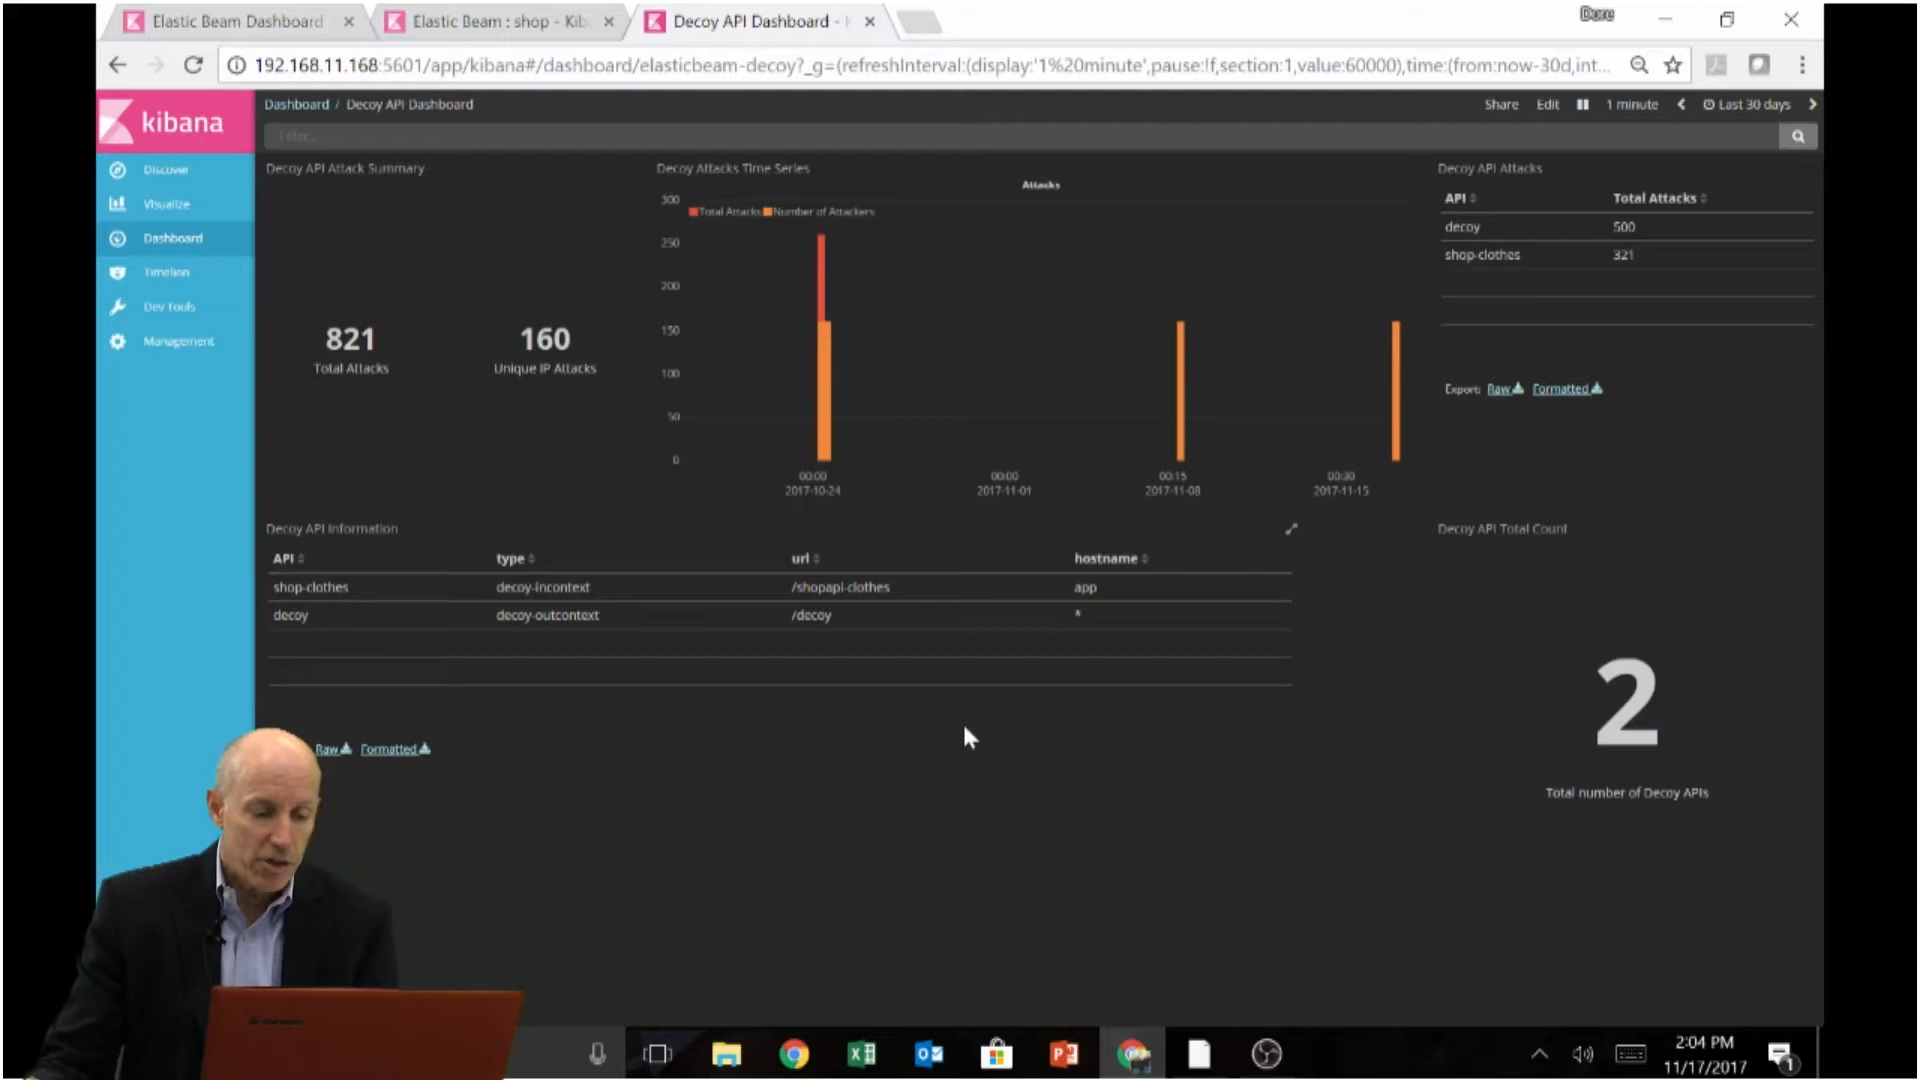 Elastic Beam Dashboard
Elastic Beam : shop - Kib
Decoy API Dashboard -
Dore
192.168.11.168:5601/app/kibana#/dashboard/elasticbeam-decoy?_g=(refreshInterval:(display:'1%20minute',pause:!f,section:1,value:60000),time:(from:now-30d,int...
kibana
Dashboard / Decoy API Dashboard
Share Edit 1 minute Last 30 days
Filter...
Discover
Visualize
Dashboard
Timelion
Dev Tools
Management
Decoy API Attack Summary
821
Total Attacks
160
Unique IP Attacks
Decoy Attacks Time Series
Attacks
Total Attacks Number of Attackers
300
250
200
150
100
50
0
00:00
2017-10-24
00:00
2017-11-01
00:15
2017-11-08
00:30
2017-11-15
Decoy API Attacks
API Total Attacks
decoy 500
shop-clothes 321
Export: Raw Formatted
Decoy API Information
API type url hostname
shop-clothes decoy-incontext /shopapi-clothes app
decoy decoy-outcontext /decoy *
Raw Formatted
Decoy API Total Count
2
Total number of Decoy APIs
2:04 PM
11/17/2017
1